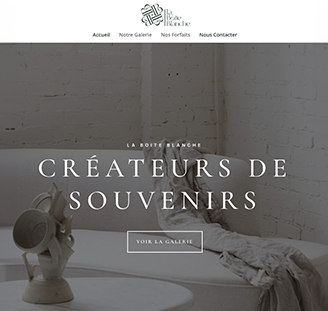 la
Boîte
Blanche
Accueil Notre Galerie Nos Forfaits Nous Contacter
LA BOITE BLANCHE
CRÉATEURS DE
SOUVENIRS
VOIR LA GALERIE